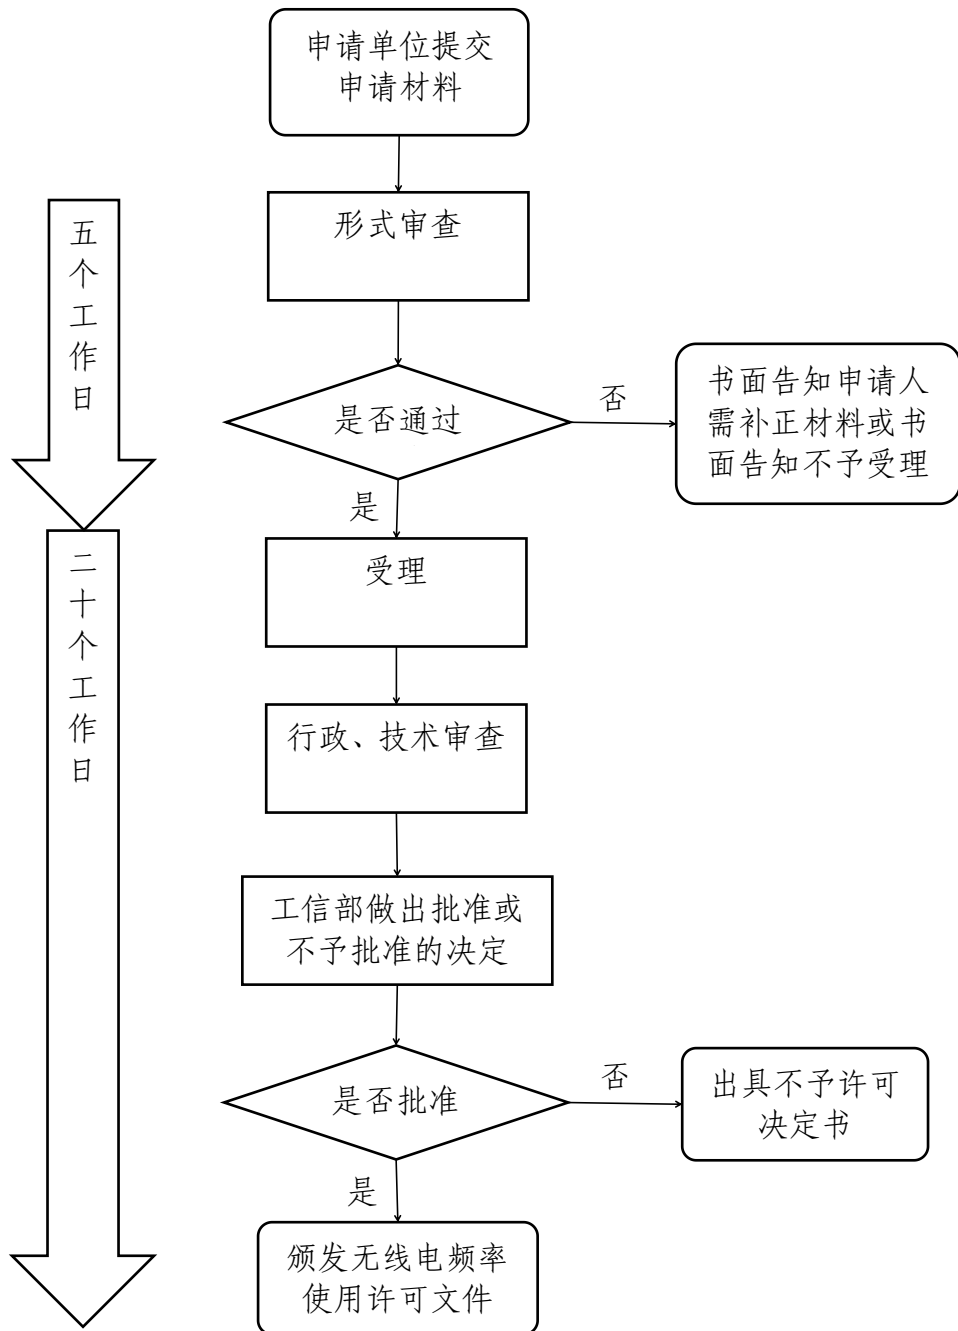 申请单位提交
申请材料
五个工作日
形式审查
是否通过
否
书面告知申请人
需补正材料或书
面告知不予受理
是
二十个工作日
受理
行政、技术审查
工信部做出批准或
不予批准的决定
是否批准
否
出具不予许可
决定书
是
颁发无线电频率
使用许可文件